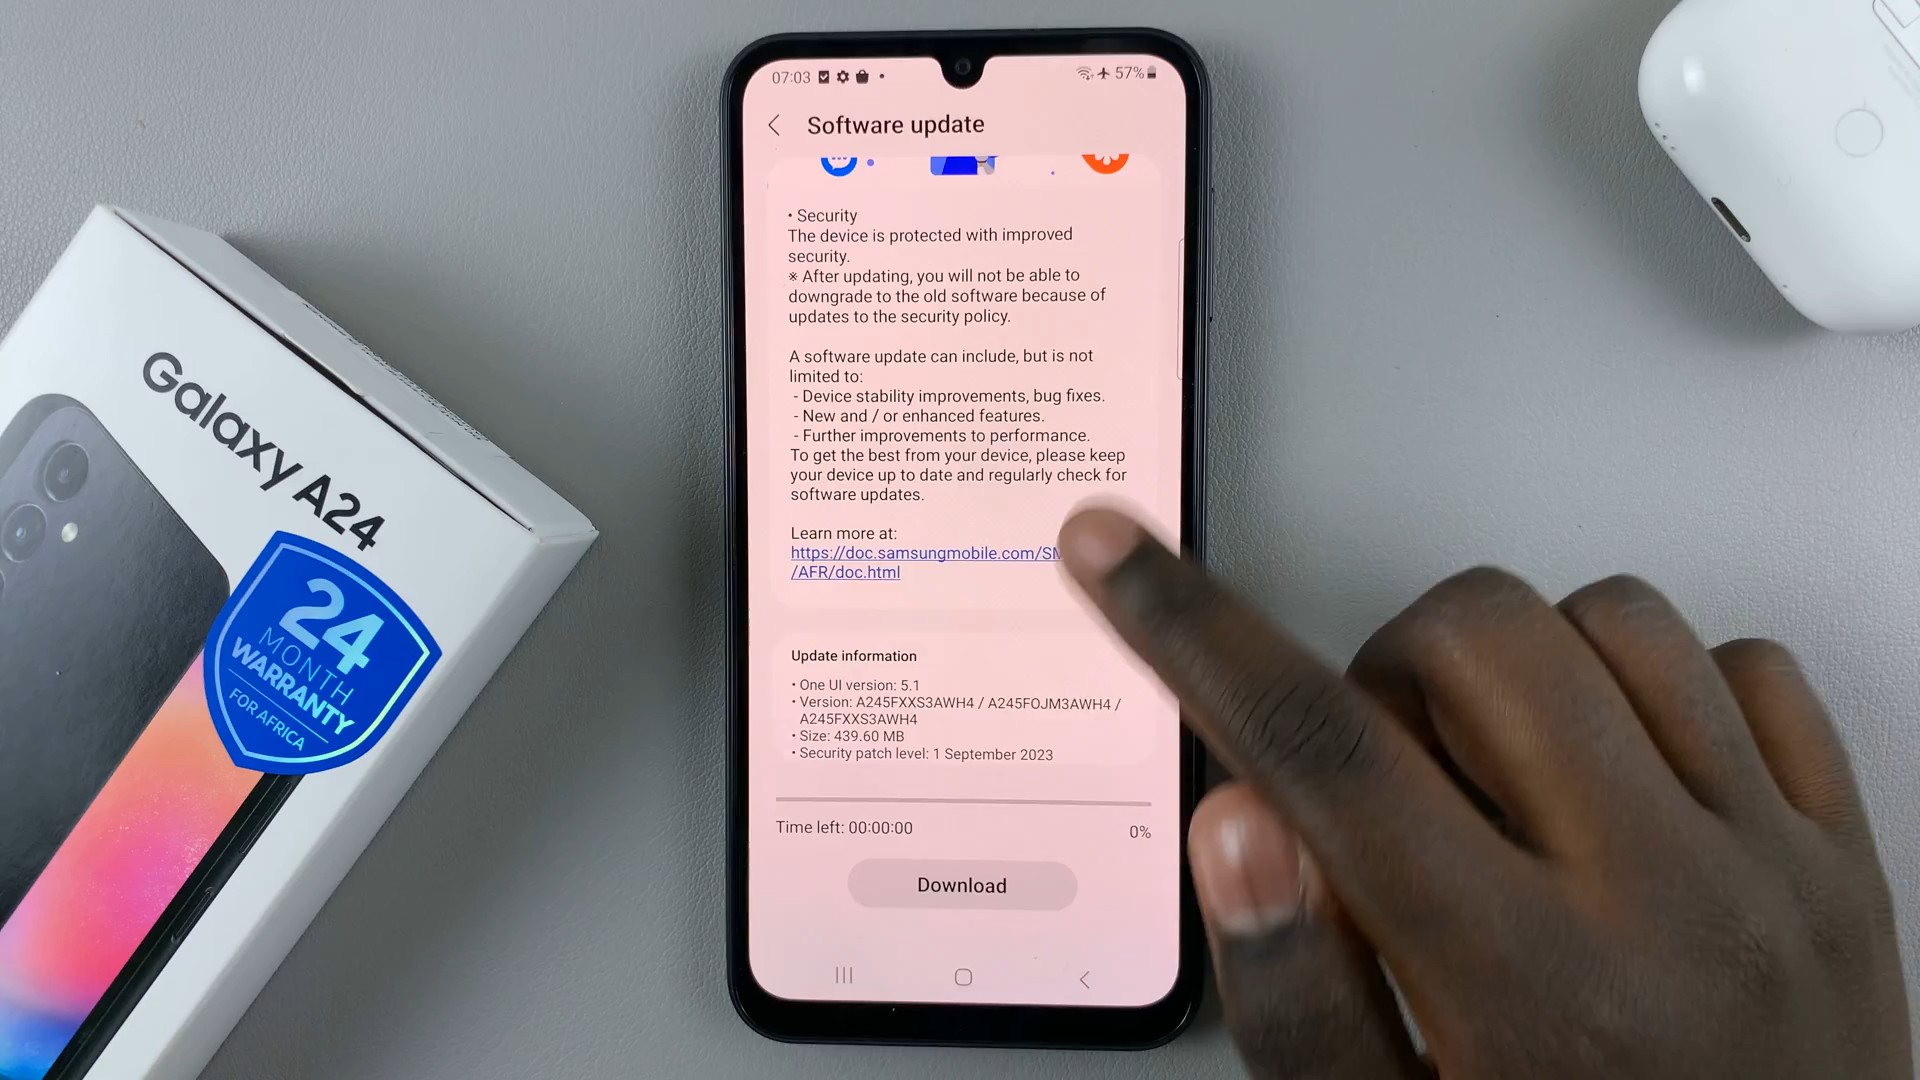 07:03
57%
Software update
• Security
The device is protected with improved
security.
※ After updating, you will not be able to
downgrade to the old software because of
updates to the security policy.
A software update can include, but is not
limited to:
- Device stability improvements, bug fixes.
- New and / or enhanced features.
- Further improvements to performance.
To get the best from your device, please keep
your device up to date and regularly check for
software updates.
Learn more at:
https://doc.samsungmobile.com/SM
/AFR/doc.html
Update information
• One UI version: 5.1
• Version: A245FXXS3AWH4 / A245FOJM3AWH4 /
A245FXXS3AWH4
• Size: 439.60 MB
• Security patch level: 1 September 2023
Time left: 00:00:00
0%
Download
Galaxy A24
24
MONTH
WARRANTY
FOR AFRICA